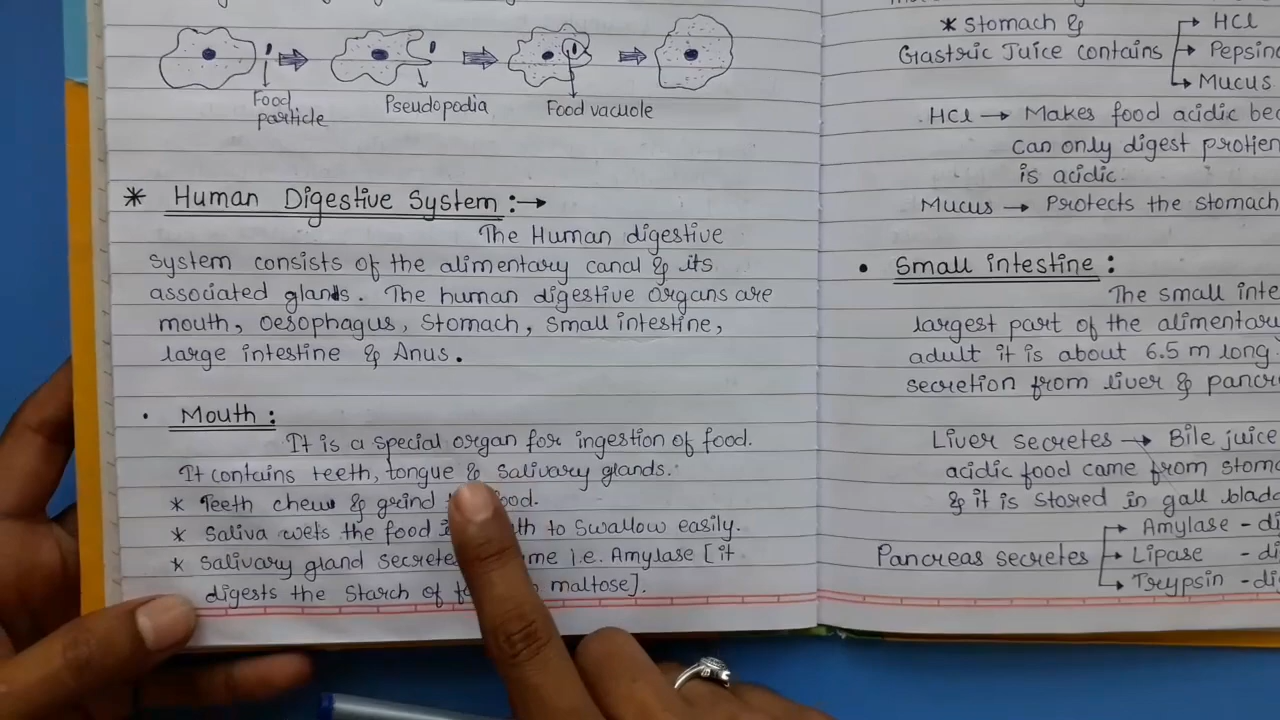 Food particle
Pseudopodia
Food vacuole
* Human Digestive System :→
The Human digestive
system consists of the alimentary canal & its
associated glands. The human digestive organs are
mouth, Oesophagus, Stomach, Small intestine,
large intestine & Anus.
• Mouth :
It is a special organ for ingestion of food.
It contains teeth, tongue & Salivary glands.
* Teeth chew & grind food.
* Saliva wets the food to swallow easily.
* Salivary gland secretes i.e. Amylase [it
digests the Starch of maltose].
* Stomach &
Gastric Juice contains
→ HCl
→ Pepsin
→ Mucus
HCl → Makes food acidic
can only digest protien
is acidic.
Mucus → Protects the stomach
• Small intestine :
The small
largest part of the alimentary
adult it is about 6.5 m long.
secretion from liver &
Liver secretes → Bile juice
acidic food came from
& it is stored in gall
Pancreas secretes
→ Amylase -
→ Lipase -
→ Trypsin -